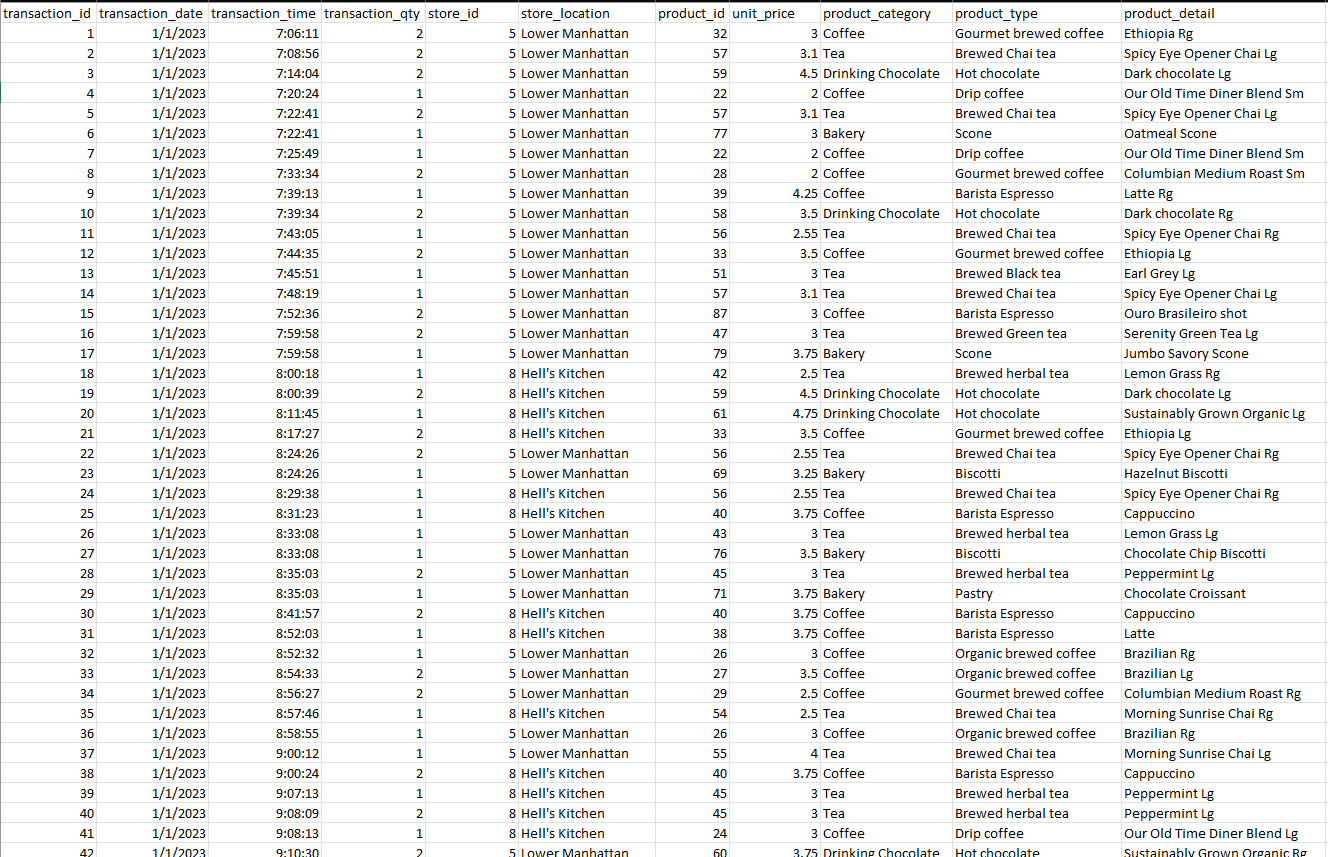 transaction_id transaction_date transaction_time transaction_qty store_id store_location product_id unit_price product_category product_type product_detail
1 1/1/2023 7:06:11 2 5 Lower Manhattan 32 3 Coffee Gourmet brewed coffee Ethiopia Rg
2 1/1/2023 7:08:56 2 5 Lower Manhattan 57 3.1 Tea Brewed Chai tea Spicy Eye Opener Chai Lg
3 1/1/2023 7:14:04 2 5 Lower Manhattan 59 4.5 Drinking Chocolate Hot chocolate Dark chocolate Lg
4 1/1/2023 7:20:24 1 5 Lower Manhattan 22 2 Coffee Drip coffee Our Old Time Diner Blend Sm
5 1/1/2023 7:22:41 2 5 Lower Manhattan 57 3.1 Tea Brewed Chai tea Spicy Eye Opener Chai Lg
6 1/1/2023 7:22:41 1 5 Lower Manhattan 77 3 Bakery Scone Oatmeal Scone
7 1/1/2023 7:25:49 1 5 Lower Manhattan 22 2 Coffee Drip coffee Our Old Time Diner Blend Sm
8 1/1/2023 7:33:34 2 5 Lower Manhattan 28 2 Coffee Gourmet brewed coffee Columbian Medium Roast Sm
9 1/1/2023 7:39:13 1 5 Lower Manhattan 39 4.25 Coffee Barista Espresso Latte Rg
10 1/1/2023 7:39:34 2 5 Lower Manhattan 58 3.5 Drinking Chocolate Hot chocolate Dark chocolate Rg
11 1/1/2023 7:43:05 1 5 Lower Manhattan 56 2.55 Tea Brewed Chai tea Spicy Eye Opener Chai Rg
12 1/1/2023 7:44:35 2 5 Lower Manhattan 33 3.5 Coffee Gourmet brewed coffee Ethiopia Lg
13 1/1/2023 7:45:51 1 5 Lower Manhattan 51 3 Tea Brewed Black tea Earl Grey Lg
14 1/1/2023 7:48:19 1 5 Lower Manhattan 57 3.1 Tea Brewed Chai tea Spicy Eye Opener Chai Lg
15 1/1/2023 7:52:36 2 5 Lower Manhattan 87 3 Coffee Barista Espresso Ouro Brasileiro shot
16 1/1/2023 7:59:58 2 5 Lower Manhattan 47 3 Tea Brewed Green tea Serenity Green Tea Lg
17 1/1/2023 7:59:58 1 5 Lower Manhattan 79 3.75 Bakery Scone Jumbo Savory Scone
18 1/1/2023 8:00:18 1 8 Hell's Kitchen 42 2.5 Tea Brewed herbal tea Lemon Grass Rg
19 1/1/2023 8:00:39 2 8 Hell's Kitchen 59 4.5 Drinking Chocolate Hot chocolate Dark chocolate Lg
20 1/1/2023 8:11:45 1 8 Hell's Kitchen 61 4.75 Drinking Chocolate Hot chocolate Sustainably Grown Organic Lg
21 1/1/2023 8:17:27 2 8 Hell's Kitchen 33 3.5 Coffee Gourmet brewed coffee Ethiopia Lg
22 1/1/2023 8:24:26 2 5 Lower Manhattan 56 2.55 Tea Brewed Chai tea Spicy Eye Opener Chai Rg
23 1/1/2023 8:24:26 1 5 Lower Manhattan 69 3.25 Bakery Biscotti Hazelnut Biscotti
24 1/1/2023 8:29:38 1 8 Hell's Kitchen 56 2.55 Tea Brewed Chai tea Spicy Eye Opener Chai Rg
25 1/1/2023 8:31:23 1 8 Hell's Kitchen 40 3.75 Coffee Barista Espresso Cappuccino
26 1/1/2023 8:33:08 1 5 Lower Manhattan 43 3 Tea Brewed herbal tea Lemon Grass Lg
27 1/1/2023 8:33:08 1 5 Lower Manhattan 76 3.5 Bakery Biscotti Chocolate Chip Biscotti
28 1/1/2023 8:35:03 2 5 Lower Manhattan 45 3 Tea Brewed herbal tea Peppermint Lg
29 1/1/2023 8:35:03 1 5 Lower Manhattan 71 3.75 Bakery Pastry Chocolate Croissant
30 1/1/2023 8:41:57 2 8 Hell's Kitchen 40 3.75 Coffee Barista Espresso Cappuccino
31 1/1/2023 8:52:03 1 8 Hell's Kitchen 38 3.75 Coffee Barista Espresso Latte
32 1/1/2023 8:52:32 1 5 Lower Manhattan 26 3 Coffee Organic brewed coffee Brazilian Rg
33 1/1/2023 8:54:33 2 5 Lower Manhattan 27 3.5 Coffee Organic brewed coffee Brazilian Lg
34 1/1/2023 8:56:27 2 5 Lower Manhattan 29 2.5 Coffee Gourmet brewed coffee Columbian Medium Roast Rg
35 1/1/2023 8:57:46 1 8 Hell's Kitchen 54 2.5 Tea Brewed Chai tea Morning Sunrise Chai Rg
36 1/1/2023 8:58:55 1 5 Lower Manhattan 26 3 Coffee Organic brewed coffee Brazilian Rg
37 1/1/2023 9:00:12 1 5 Lower Manhattan 55 4 Tea Brewed Chai tea Morning Sunrise Chai Lg
38 1/1/2023 9:00:24 2 8 Hell's Kitchen 40 3.75 Coffee Barista Espresso Cappuccino
39 1/1/2023 9:07:13 1 8 Hell's Kitchen 45 3 Tea Brewed herbal tea Peppermint Lg
40 1/1/2023 9:08:09 2 8 Hell's Kitchen 45 3 Tea Brewed herbal tea Peppermint Lg
41 1/1/2023 9:08:13 1 8 Hell's Kitchen 24 3 Coffee Drip coffee Our Old Time Diner Blend Lg
42 1/1/2023 9:10:30 2 5 Lower Manhattan 60 3.75 Drinking Chocolate Hot chocolate Sustainably Grown Organic Rg